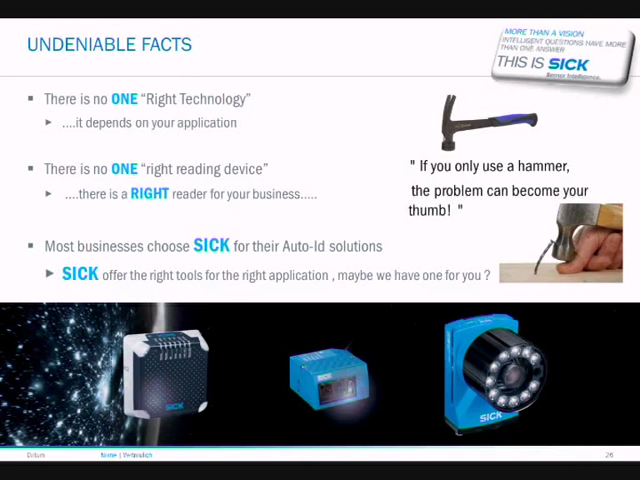 UNDENIABLE FACTS
MORE THAN A VISION
INTELLIGENT QUESTIONS HAVE MORE
THAN ONE ANSWER
THIS IS SICK
Sensor Intelligence.
There is no ONE “Right Technology”
....it depends on your application
There is no ONE “right reading device”
....there is a RIGHT reader for your business.....
" If you only use a hammer,
the problem can become your
thumb! "
Most businesses choose SICK for their Auto-Id solutions
SICK offer the right tools for the right application , maybe we have one for you ?
SICK
SICK
Datum
Name | Vertraulich
26